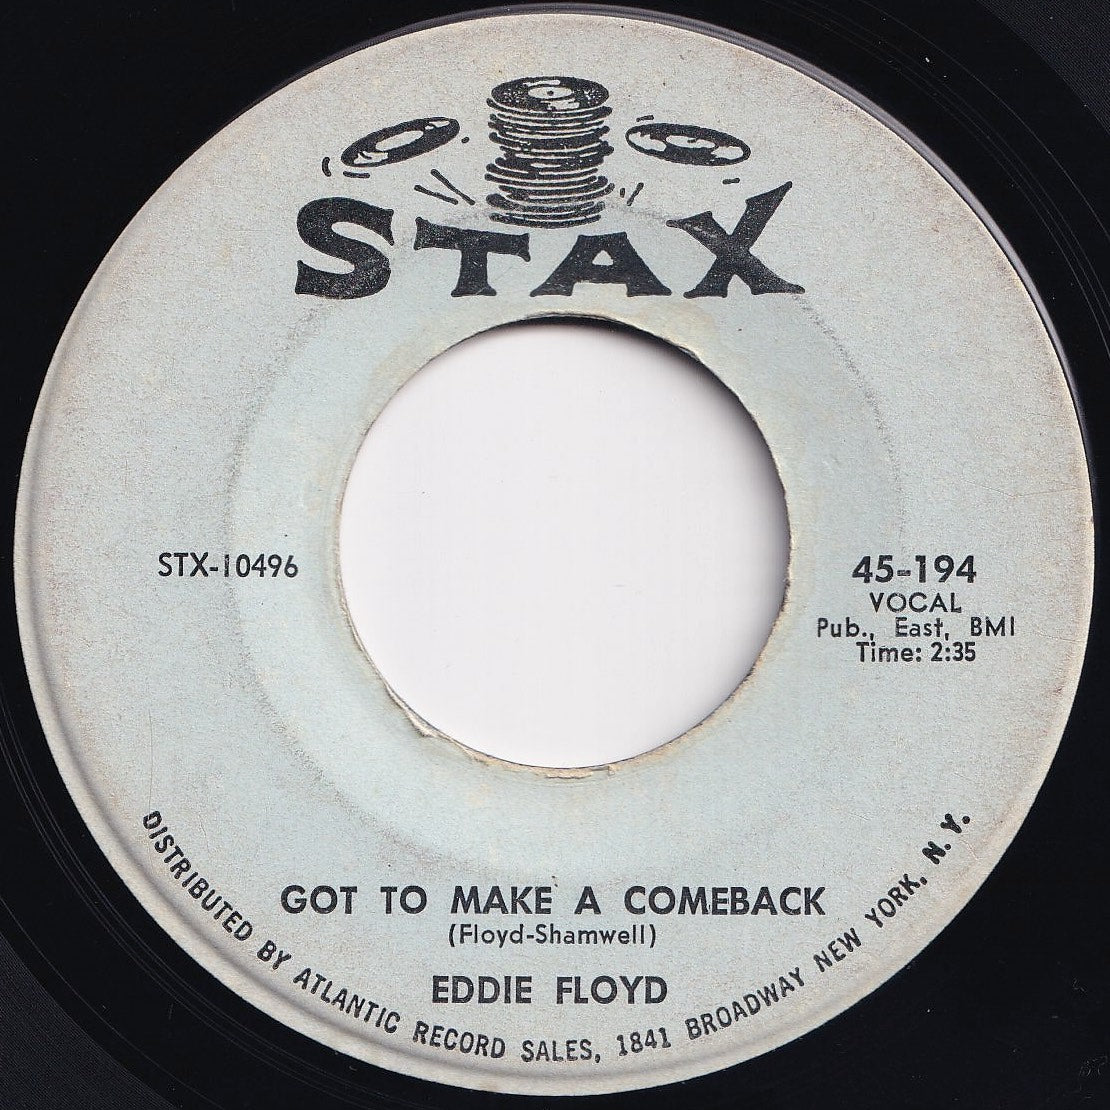 STAX
STX-10496
45-194
VOCAL
Pub., East, BMI
Time: 2:35
GOT TO MAKE A COMEBACK
(Floyd-Shamwell)
EDDIE FLOYD
DISTRIBUTED BY ATLANTIC RECORD SALES, 1841 BROADWAY NEW YORK, N. Y.